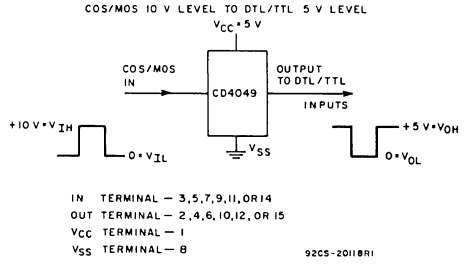 COS/MOS 10 V LEVEL TO DTL/TTL 5 V LEVEL
VCC = 5 V
COS/MOS
IN
CD4049
OUTPUT
TO DTL/TTL
INPUTS
+10 V = VIH
0 = VIL
VSS
+5 V = VOH
0 = VOL
IN TERMINAL – 3,5,7,9,11, OR 14
OUT TERMINAL – 2,4,6,10,12, OR 15
VCC TERMINAL – 1
VSS TERMINAL – 8
92CS-20118R1